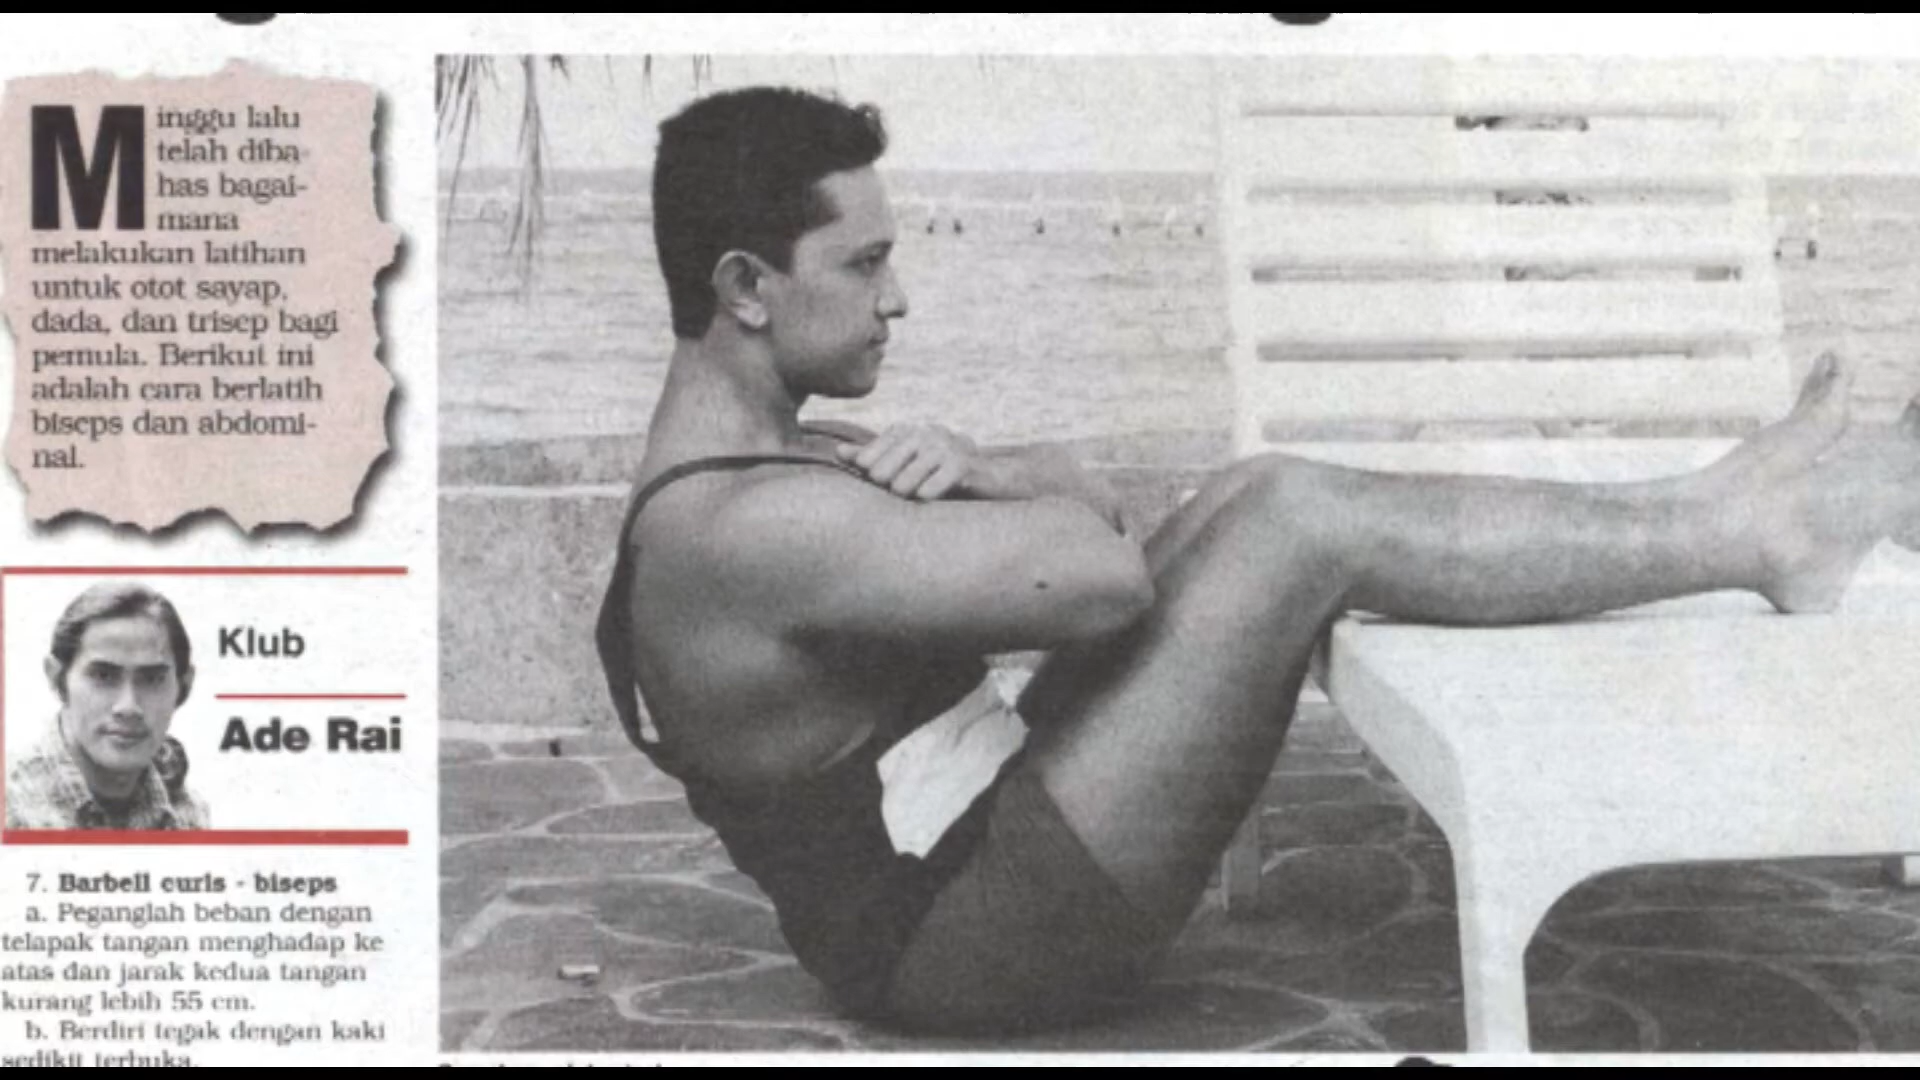 Minggu lalu
telah diba-
has bagai-
mana
melakukan latihan
untuk otot sayap,
dada, dan trisep bagi
pemula. Berikut ini
adalah cara berlatih
biseps dan abdomi-
nal.
Klub
Ade Rai
7. Barbell curls - biseps
a. Peganglah beban dengan
telapak tangan menghadap ke
atas dan jarak kedua tangan
kurang lebih 55 cm.
b. Berdiri tegak dengan kaki
sedikit terbuka.